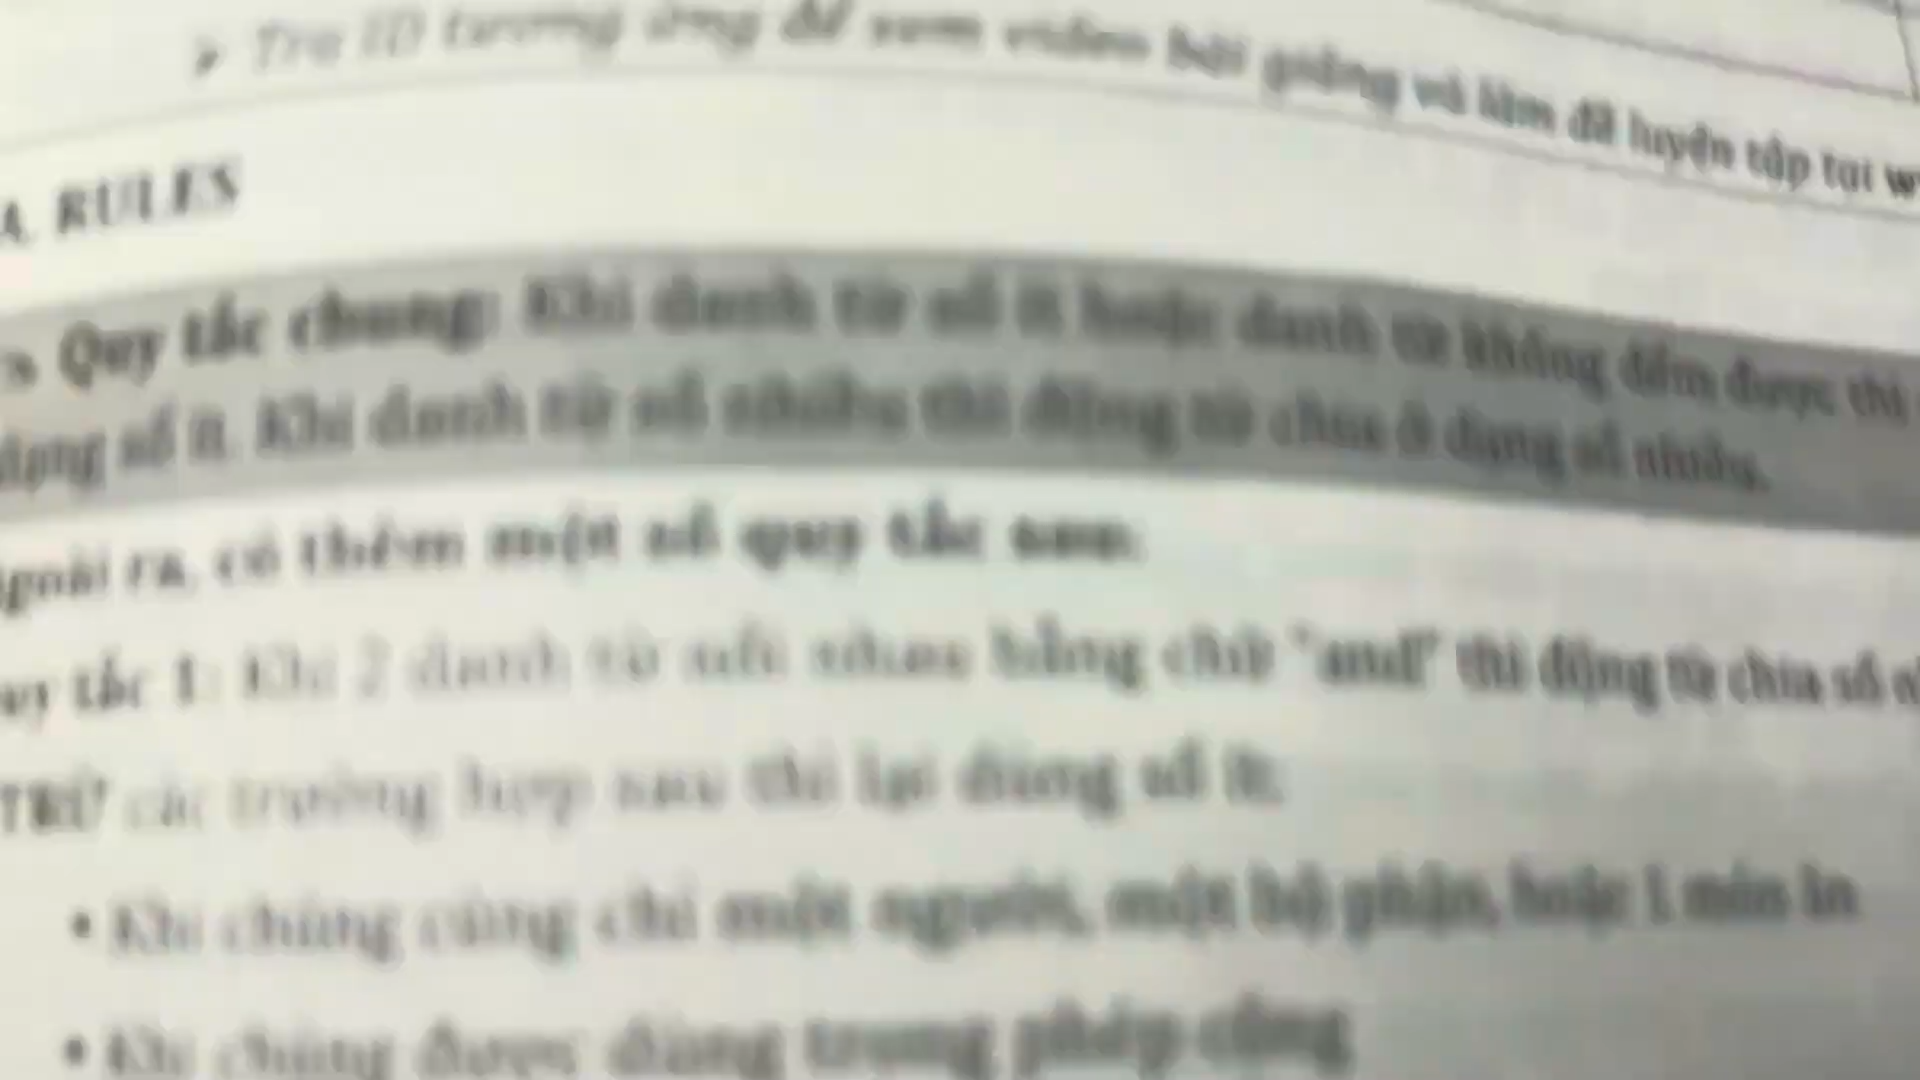 Tra ID tương ứng để xem video bài giảng và làm đề luyện tập tại
A. RULES
Quy tắc chung: Khi danh từ số ít hoặc danh từ không đếm được thì
dạng số ít. Khi danh từ số nhiều thì động từ chia ở dạng số nhiều.
ra, có thêm một số quy tắc sau:
tắc 1: Khi 2 danh từ nối nhau bằng chữ "and" thì động từ chia số
TRỪ các trường hợp sau thì lại dùng số ít:
• Khi chúng cùng chỉ một người, một bộ phận, hoặc 1 món ăn
• Khi chúng được dùng trong phép cộng